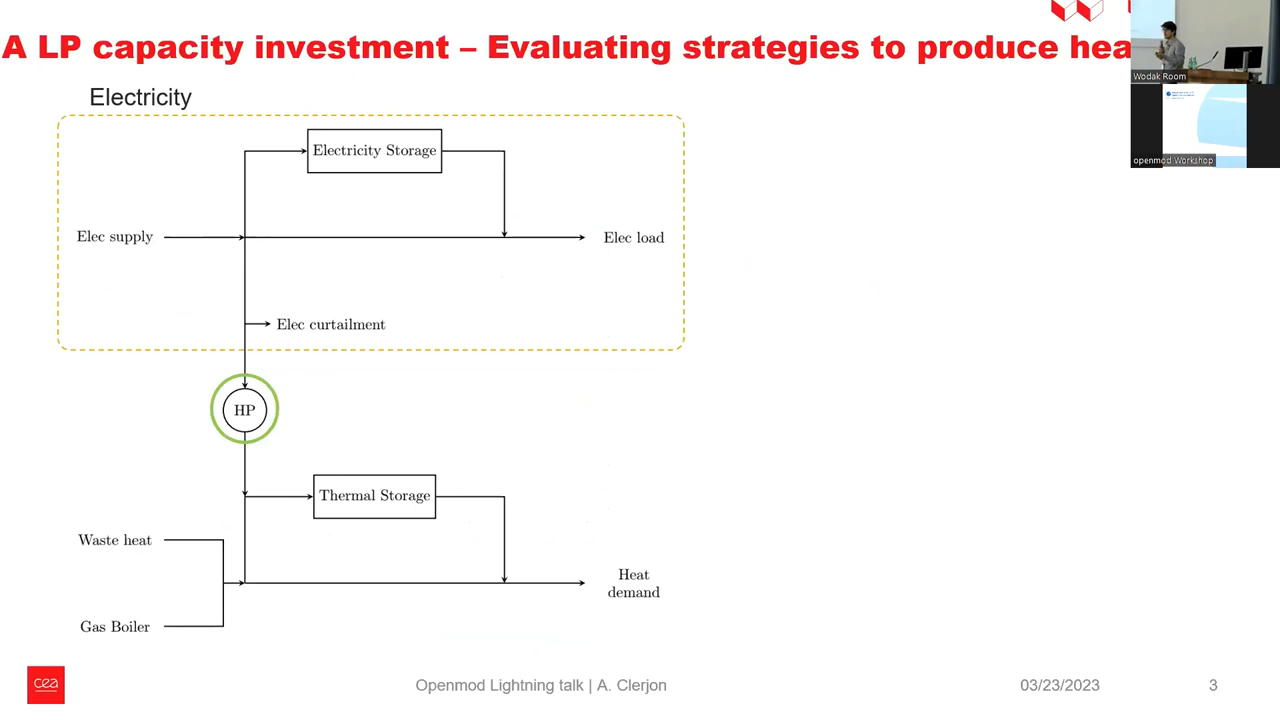 A LP capacity investment – Evaluating strategies to produce hea
Wodak Room
openmod Workshop
Electricity
Electricity Storage
Elec supply
Elec load
Elec curtailment
HP
Thermal Storage
Waste heat
Heat
demand
Gas Boiler
cea
Openmod Lightning talk | A. Clerjon
03/23/2023
3